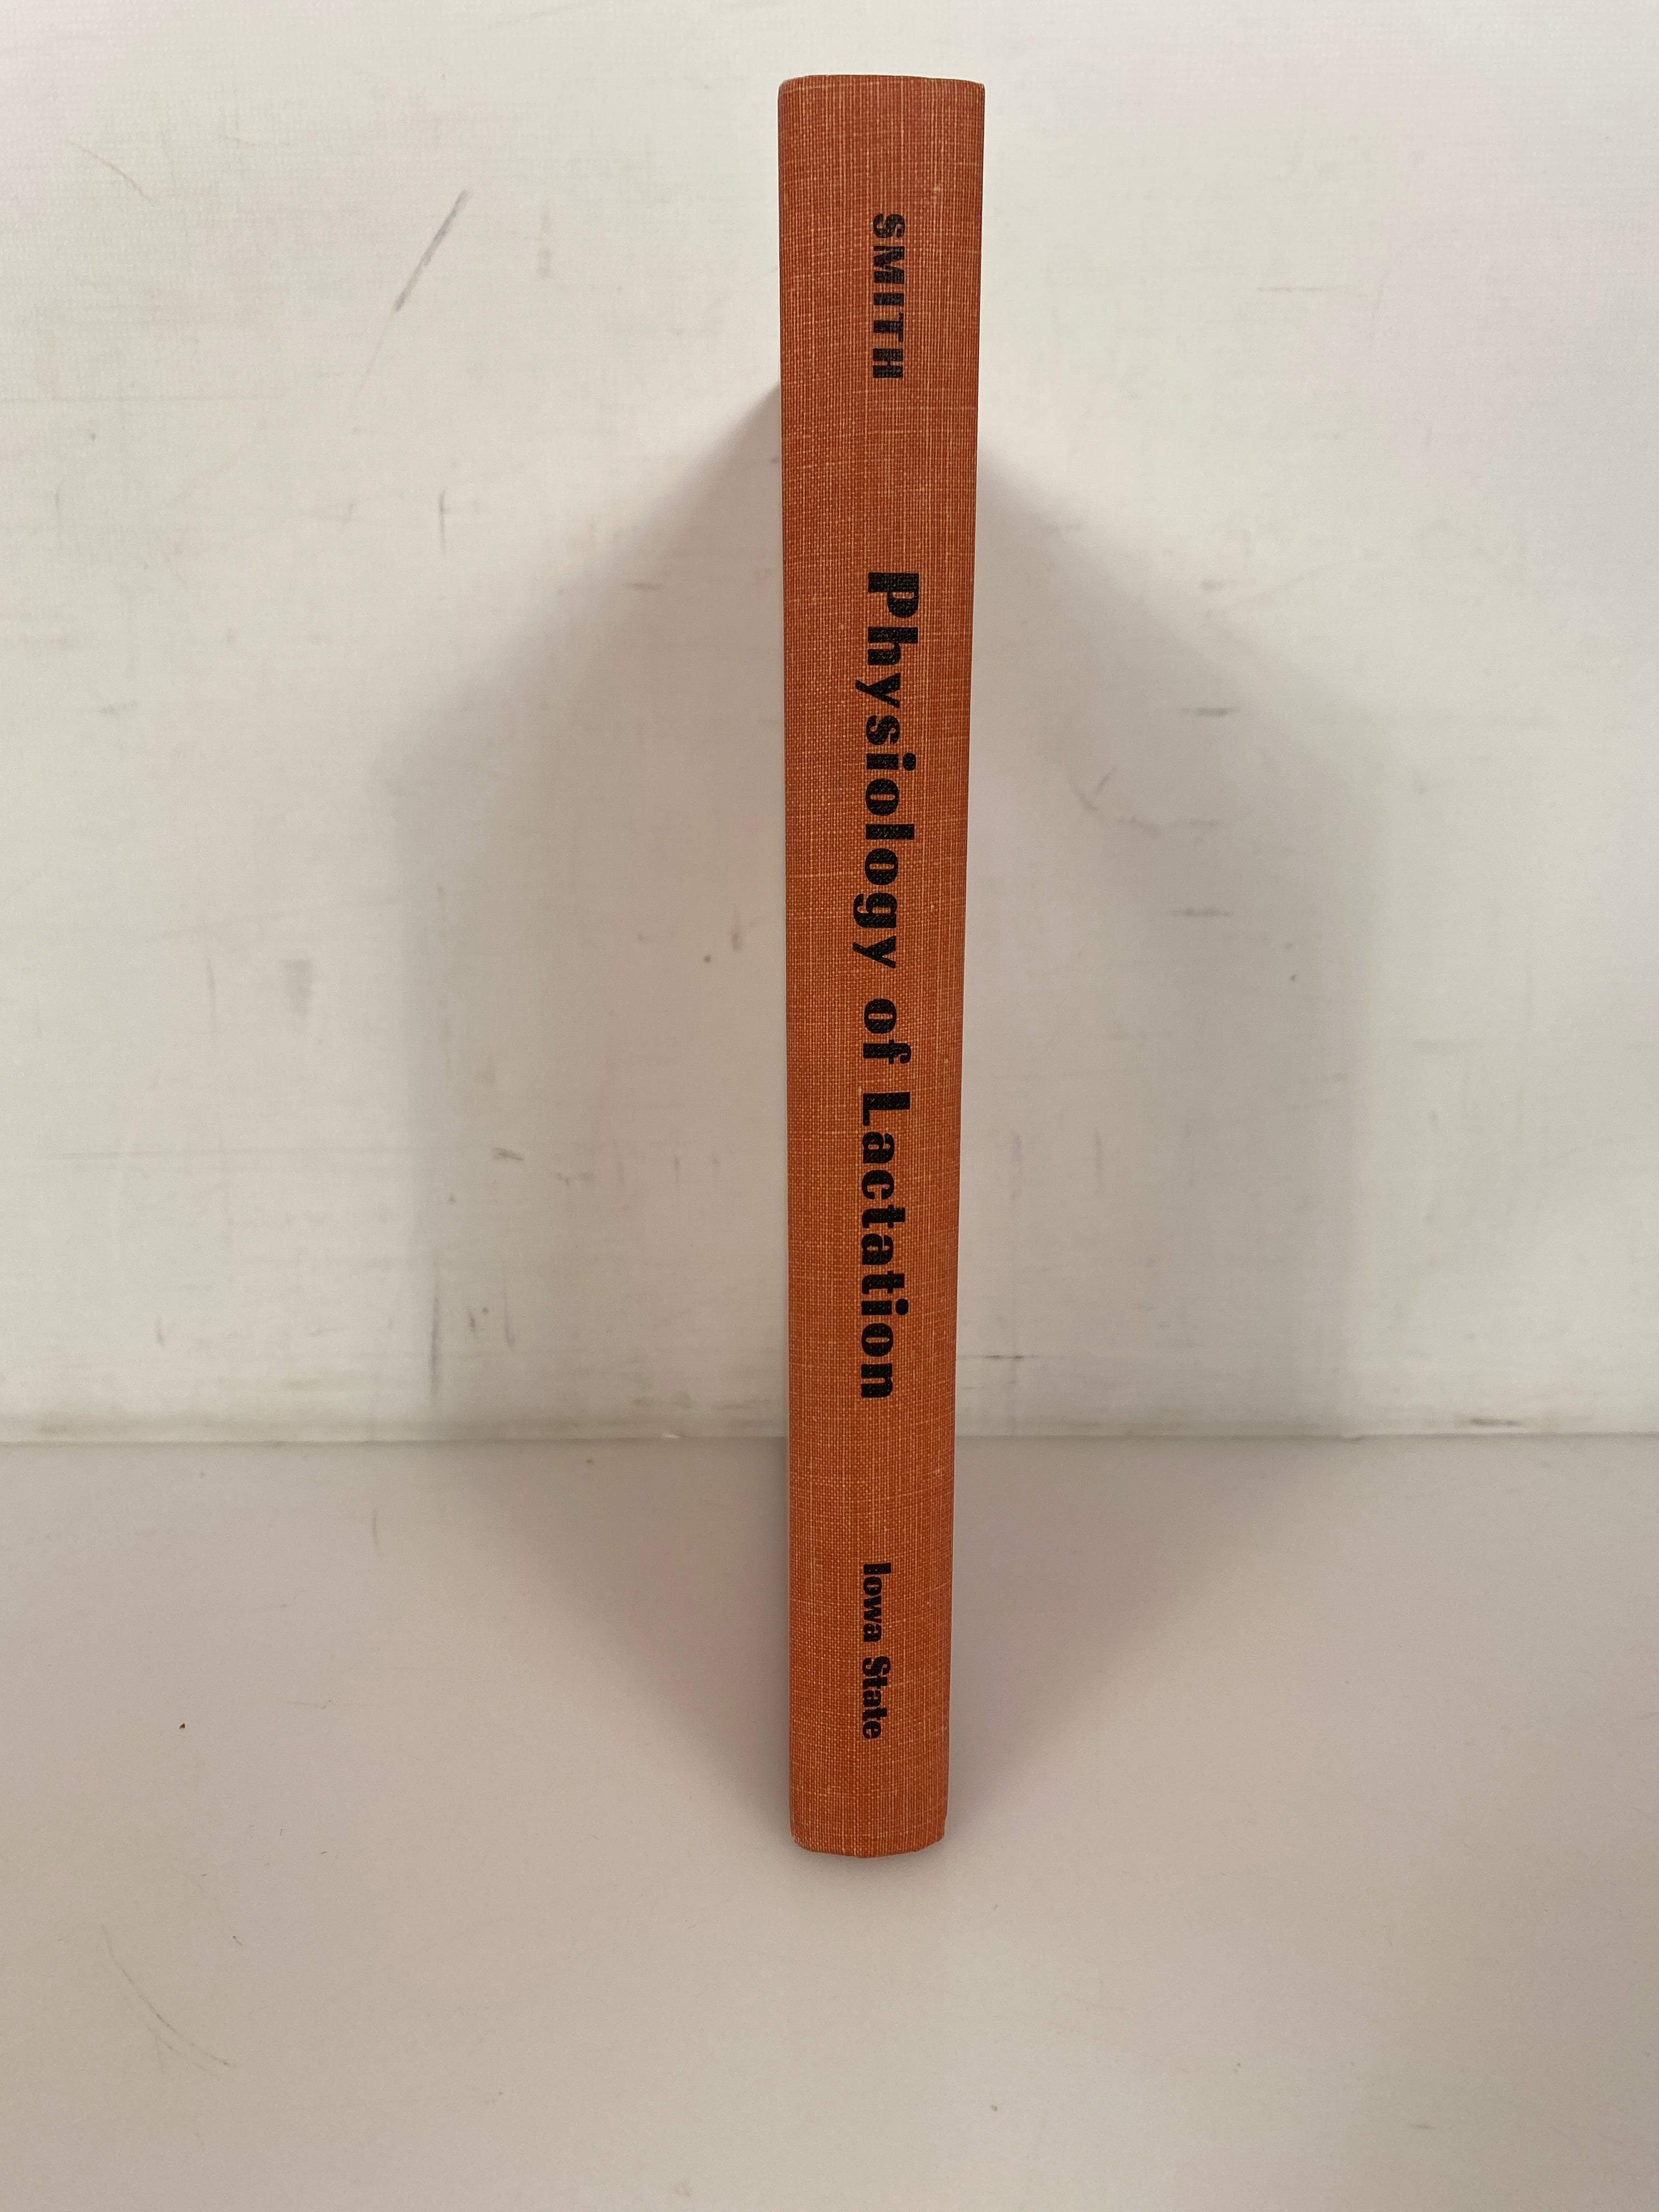 SMITH
Physiology of Lactation
Iowa State